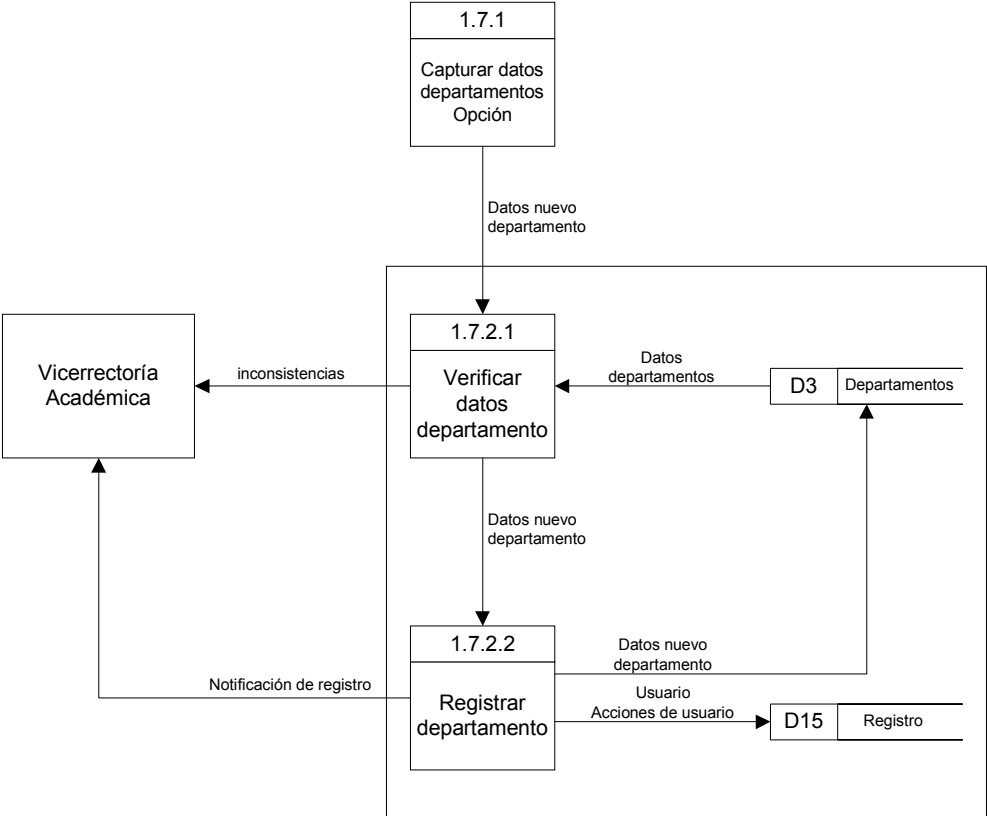 1.7.1
Capturar datos
departamentos
Opción
Datos nuevo
departamento
1.7.2.1
Verificar
datos
departamento
Vicerrectoría
Académica
inconsistencias
Datos
departamentos
D3
Departamentos
Datos nuevo
departamento
1.7.2.2
Registrar
departamento
Notificación de registro
Datos nuevo
departamento
Usuario
Acciones de usuario
D15
Registro